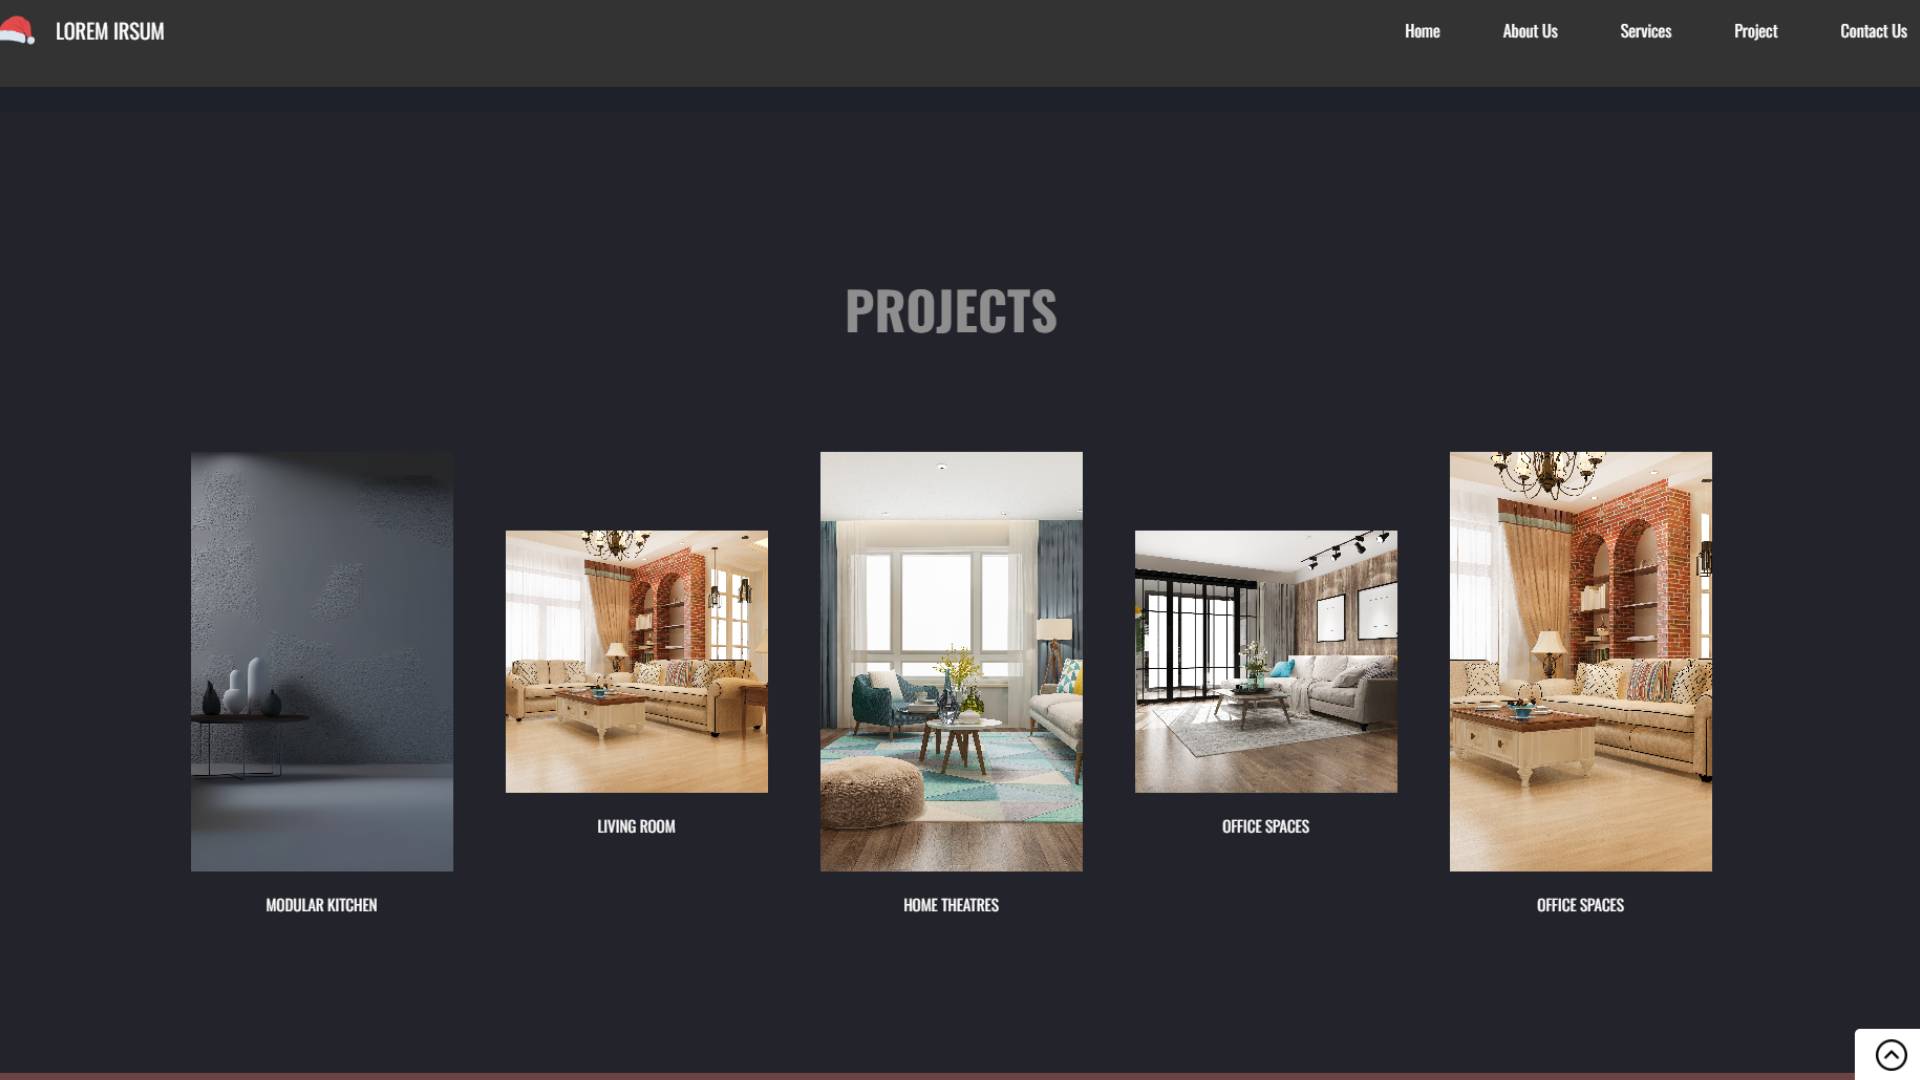 LOREM IRSUM
Home
About Us
Services
Project
Contact Us
PROJECTS
LIVING ROOM
OFFICE SPACES
MODULAR KITCHEN
HOME THEATRES
OFFICE SPACES